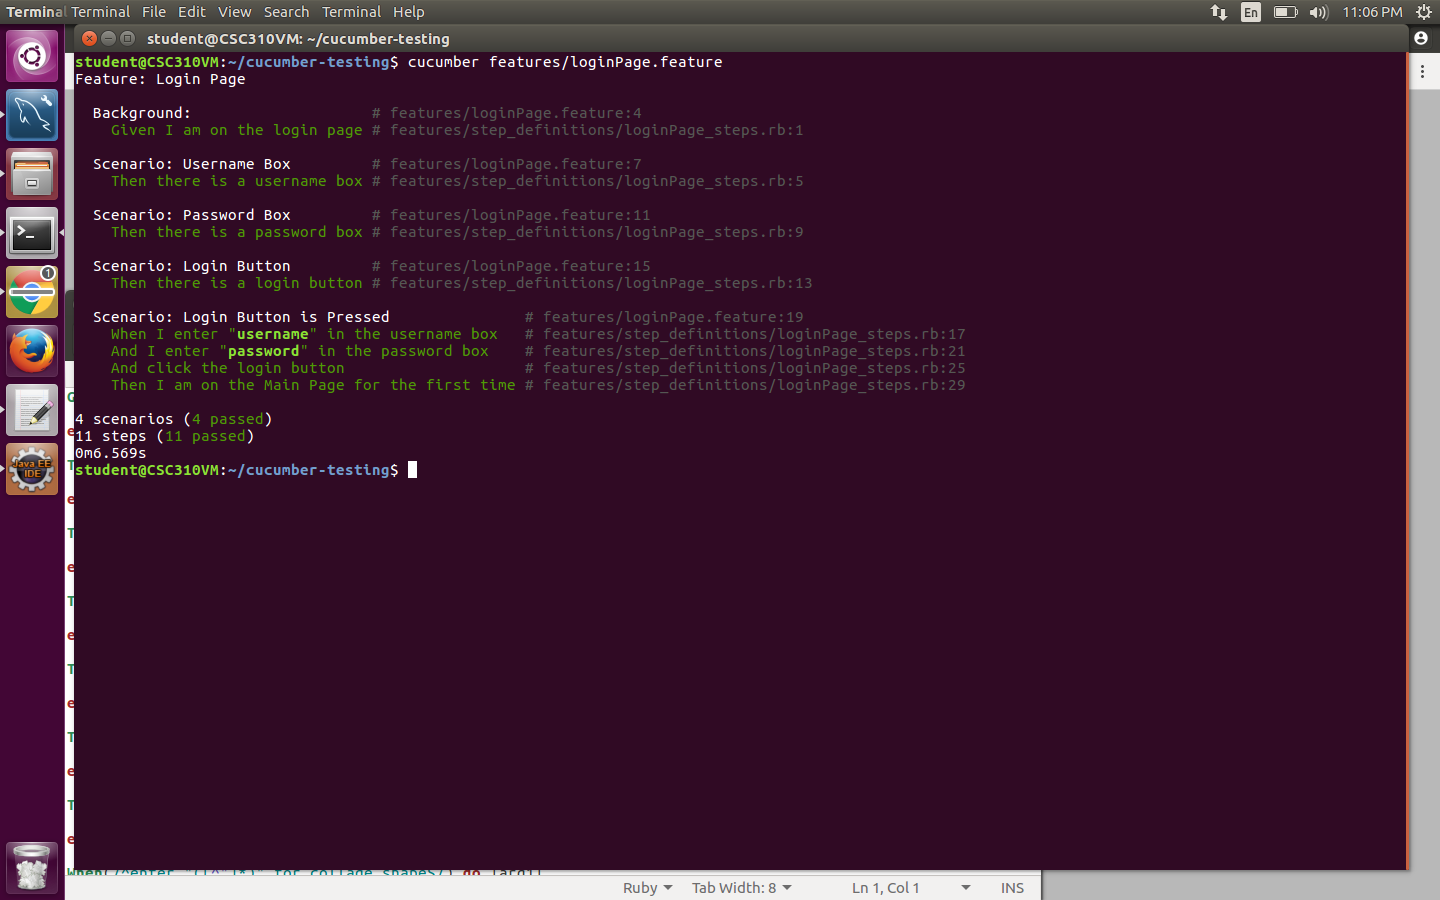 Terminal Terminal File Edit View Search Terminal Help En 11:06 PM
student@CSC310VM: ~/cucumber-testing
student@CSC310VM:~/cucumber-testing$ cucumber features/loginPage.feature
Feature: Login Page
Background: # features/loginPage.feature:4
Given I am on the login page # features/step_definitions/loginPage_steps.rb:1
Scenario: Username Box # features/loginPage.feature:7
Then there is a username box # features/step_definitions/loginPage_steps.rb:5
Scenario: Password Box # features/loginPage.feature:11
Then there is a password box # features/step_definitions/loginPage_steps.rb:9
Scenario: Login Button # features/loginPage.feature:15
Then there is a login button # features/step_definitions/loginPage_steps.rb:13
Scenario: Login Button is Pressed # features/loginPage.feature:19
When I enter "username" in the username box # features/step_definitions/loginPage_steps.rb:17
And I enter "password" in the password box # features/step_definitions/loginPage_steps.rb:21
And click the login button # features/step_definitions/loginPage_steps.rb:25
Then I am on the Main Page for the first time # features/step_definitions/loginPage_steps.rb:29
4 scenarios (4 passed)
11 steps (11 passed)
0m6.569s
student@CSC310VM:~/cucumber-testing$
1
Java EE
IDE
Ruby Tab Width: 8 Ln 1, Col 1 INS